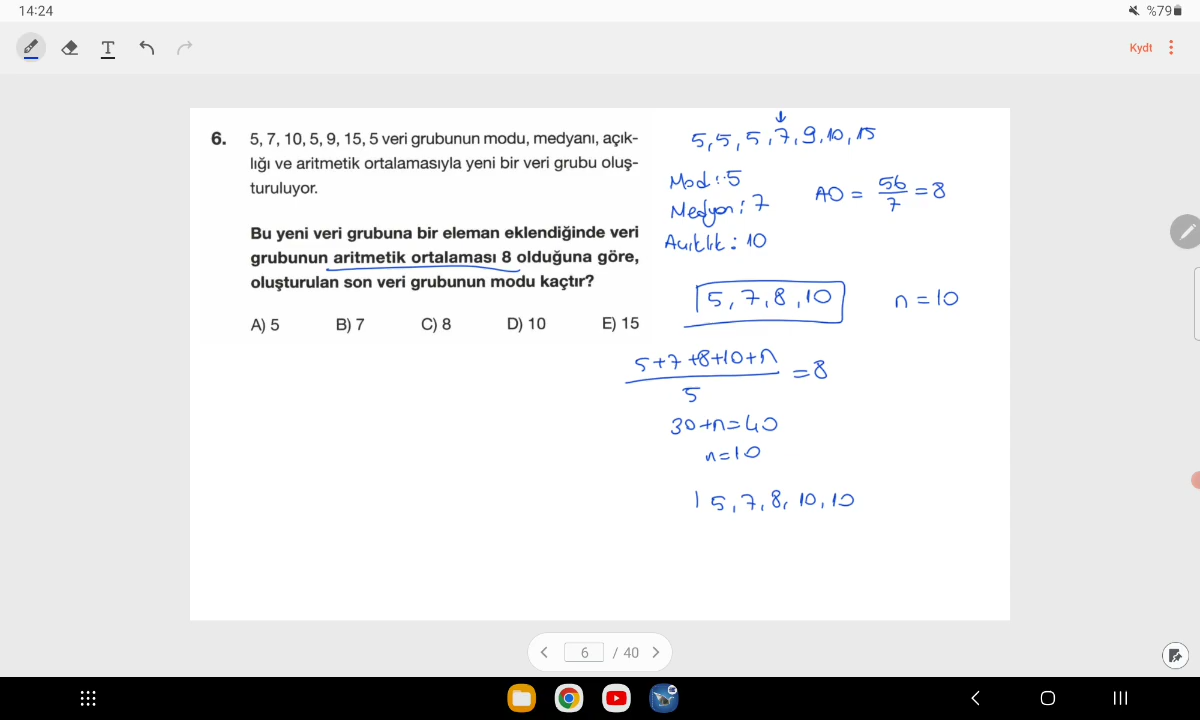 14:24
%79
T
Kydt
6. 5, 7, 10, 5, 9, 15, 5 veri grubunun modu, medyanı, açık-
lığı ve aritmetik ortalamasıyla yeni bir veri grubu oluş-
turuluyor.
Bu yeni veri grubuna bir eleman eklendiğinde veri
grubunun aritmetik ortalaması 8 olduğuna göre,
oluşturulan son veri grubunun modu kaçtır?
A) 5 B) 7 C) 8 D) 10 E) 15
5,5,5,7,9,10,15
Mod : 5
Medyan : 7
Açıklık : 10
AO = 56/7 = 8
5,7,8,10
n = 10
5+7+8+10+n
5
= 8
30+n=40
n=10
5,7,8,10,10
6 / 40